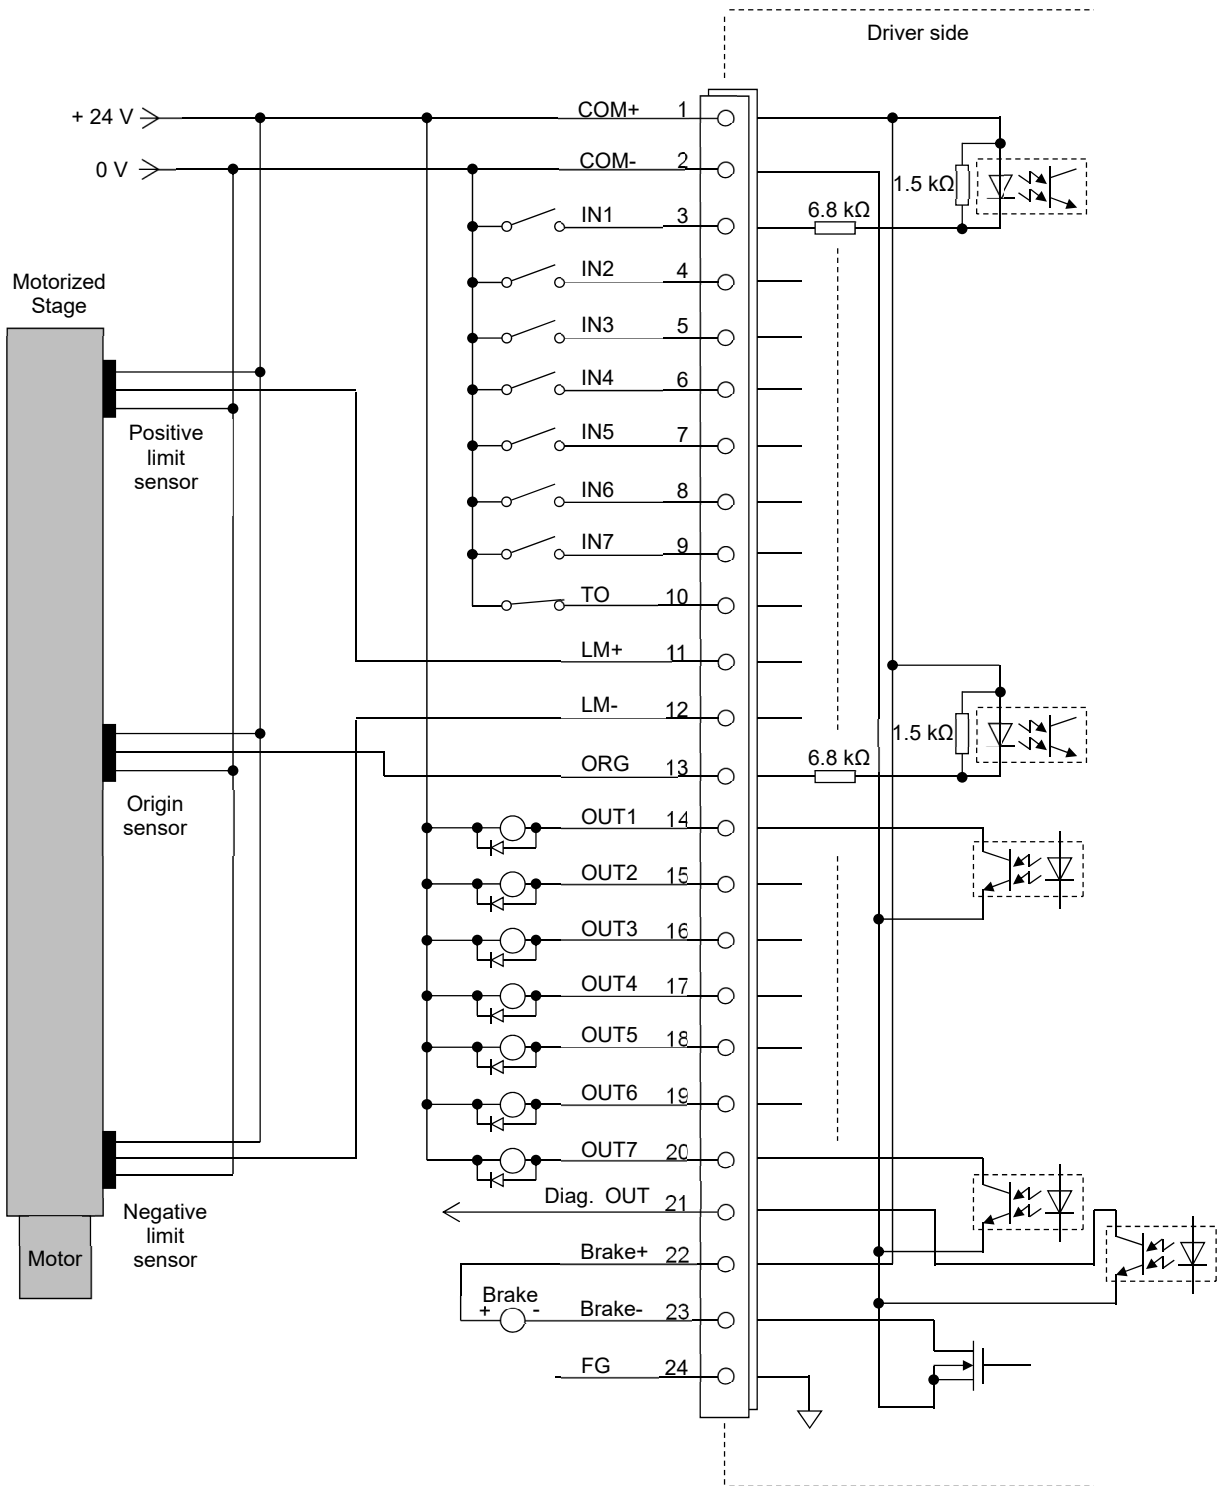 Driver side
+ 24 V
COM+ 1
0 V
COM- 2
1.5 kΩ
IN1 3
6.8 kΩ
IN2 4
Motorized
Stage
IN3 5
IN4 6
Positive
limit
sensor
IN5 7
IN6 8
IN7 9
TO 10
LM+ 11
LM- 12
1.5 kΩ
ORG 13
6.8 kΩ
Origin
sensor
OUT1 14
OUT2 15
OUT3 16
OUT4 17
OUT5 18
OUT6 19
OUT7 20
Diag. OUT 21
Negative
limit
sensor
Motor
Brake+ 22
Brake
+ -
Brake- 23
FG 24